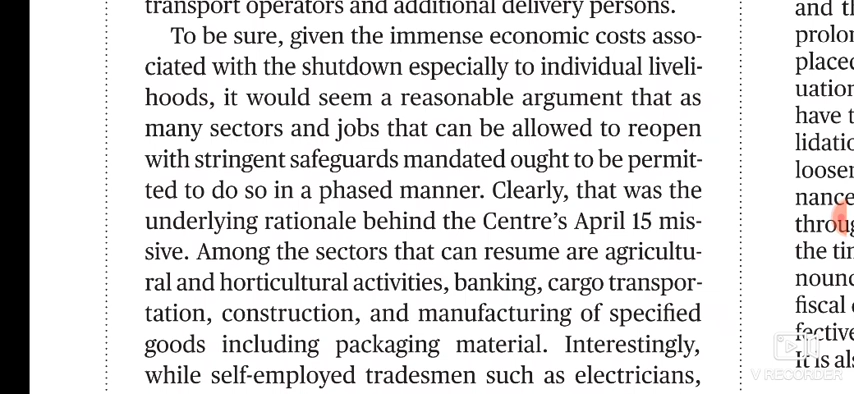 transport operators and additional delivery persons.
To be sure, given the immense economic costs asso-
ciated with the shutdown especially to individual liveli-
hoods, it would seem a reasonable argument that as
many sectors and jobs that can be allowed to reopen
with stringent safeguards mandated ought to be permit-
ted to do so in a phased manner. Clearly, that was the
underlying rationale behind the Centre's April 15 mis-
sive. Among the sectors that can resume are agricultu-
ral and horticultural activities, banking, cargo transpor-
tation, construction, and manufacturing of specified
goods including packaging material. Interestingly,
while self-employed tradesmen such as electricians,
and
prolon
placed
uation
have t
lidatio
loosen
nance
throug
the tim
nounc
fiscal
fective
It is als
V RECORDER